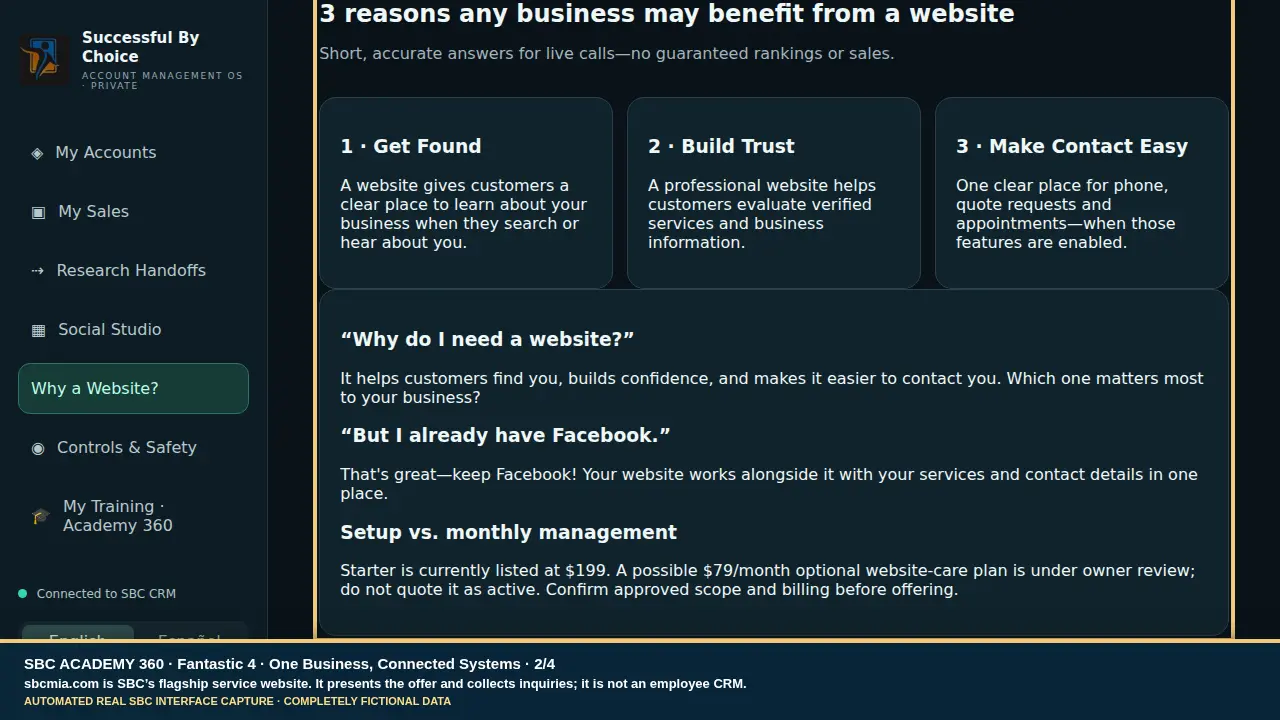 Successful By
Choice
ACCOUNT MANAGEMENT OS
· PRIVATE
My Accounts
My Sales
Research Handoffs
Social Studio
Why a Website?
Controls & Safety
My Training ·
Academy 360
Connected to SBC CRM
English Español
3 reasons any business may benefit from a website
Short, accurate answers for live calls—no guaranteed rankings or sales.
1 · Get Found
A website gives customers a
clear place to learn about your
business when they search or
hear about you.
2 · Build Trust
A professional website helps
customers evaluate verified
services and business
information.
3 · Make Contact Easy
One clear place for phone,
quote requests and
appointments—when those
features are enabled.
“Why do I need a website?”
It helps customers find you, builds confidence, and makes it easier to contact you. Which one matters most
to your business?
“But I already have Facebook.”
That's great—keep Facebook! Your website works alongside it with your services and contact details in one
place.
Setup vs. monthly management
Starter is currently listed at $199. A possible $79/month optional website-care plan is under owner review;
do not quote it as active. Confirm approved scope and billing before offering.
SBC ACADEMY 360 · Fantastic 4 · One Business, Connected Systems · 2/4
sbcmia.com is SBC’s flagship service website. It presents the offer and collects inquiries; it is not an employee CRM.
AUTOMATED REAL SBC INTERFACE CAPTURE · COMPLETELY FICTIONAL DATA